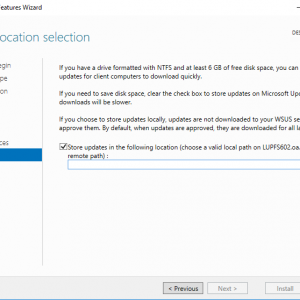 Features Wizard
ocation selection
DES
egin
pe
ion
ces
If you have a drive formatted with NTFS and at least 6 GB of free disk space, you can
updates for client computers to download quickly.
If you need to save disk space, clear the check box to store updates on Microsoft Upd
downloads will be slower.
If you choose to store updates locally, updates are not downloaded to your WSUS se
approve them. By default, when updates are approved, they are downloaded for all la
Store updates in the following location (choose a valid local path on LUPFS602.oa.
remote path) :
< Previous
Next >
Install